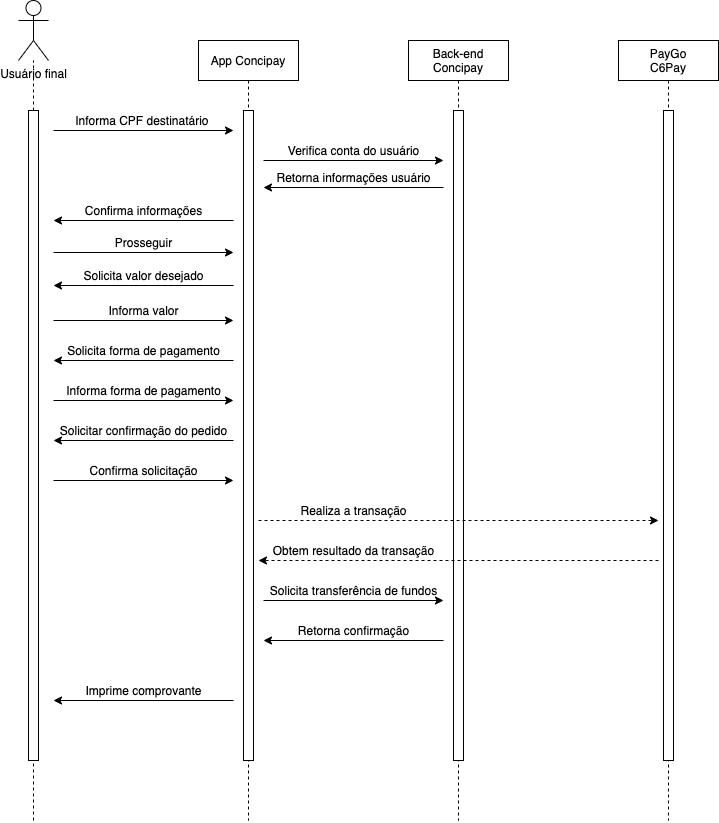 Usuário final
App Concipay
Back-end
Concipay
PayGo
C6Pay
Informa CPF destinatário
Verifica conta do usuário
Retorna informações usuário
Confirma informações
Prosseguir
Solicita valor desejado
Informa valor
Solicita forma de pagamento
Informa forma de pagamento
Solicitar confirmação do pedido
Confirma solicitação
Realiza a transação
Obtem resultado da transação
Solicita transferência de fundos
Retorna confirmação
Imprime comprovante